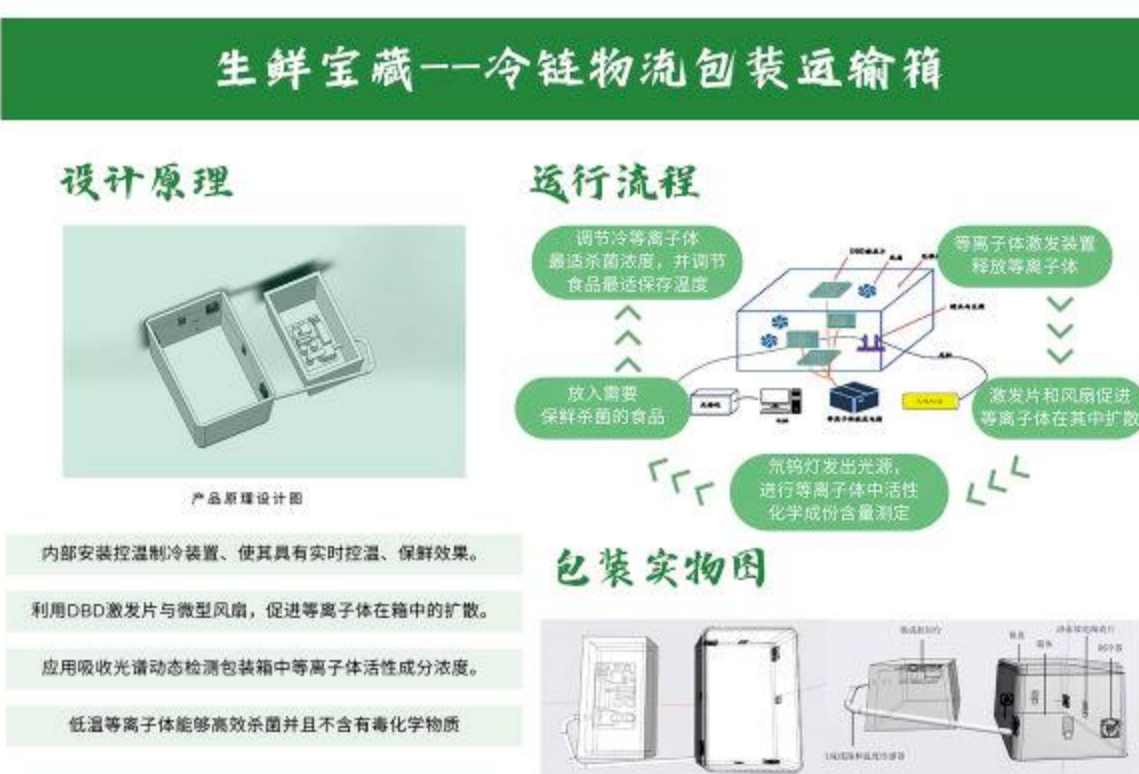 生鲜宝藏--冷链物流包装运输箱
设计原理
产品原理设计图
内部安装控温制冷装置、使其具有实时控温、保鲜效果。
利用DBD激发片与微型风扇，促进等离子体在箱中的扩散。
应用吸收光谱动态检测包装箱中等离子体活性成分浓度。
低温等离子体能够高效杀菌并且不含有毒化学物质
运行流程
调节冷等离子体
最适杀菌浓度，并调节
食品最适保存温度
等离子体激发装置
释放等离子体
放入需要
保鲜杀菌的食品
激发片和风扇促进
等离子体在其中扩散
氘钨灯发出光源，
进行等离子体中活性
化学成份含量测定
包装实物图